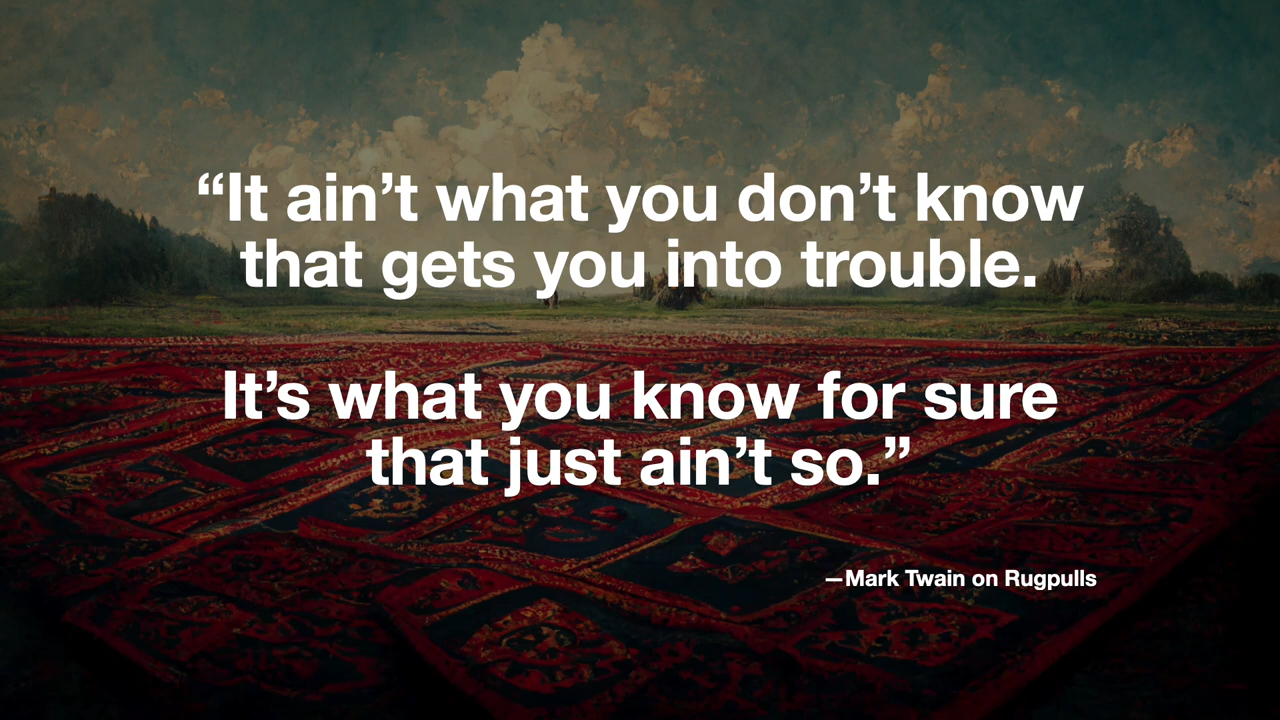 “It ain’t what you don’t know
that gets you into trouble.
It’s what you know for sure
that just ain’t so.”
—Mark Twain on Rugpulls